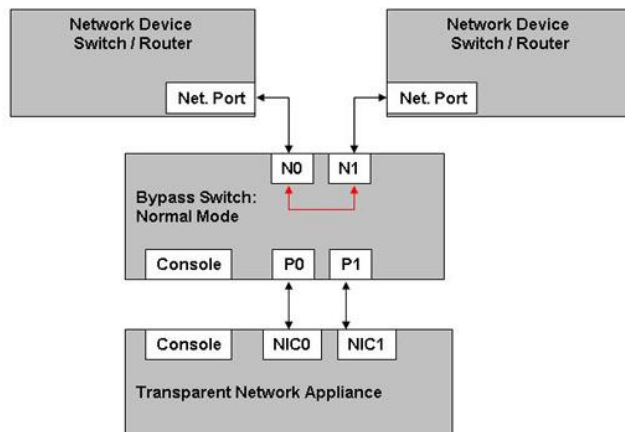 Network Device
Switch / Router
Net. Port
Network Device
Switch / Router
Net. Port
N0
N1
Bypass Switch:
Normal Mode
Console
P0
P1
Console
NIC0
NIC1
Transparent Network Appliance